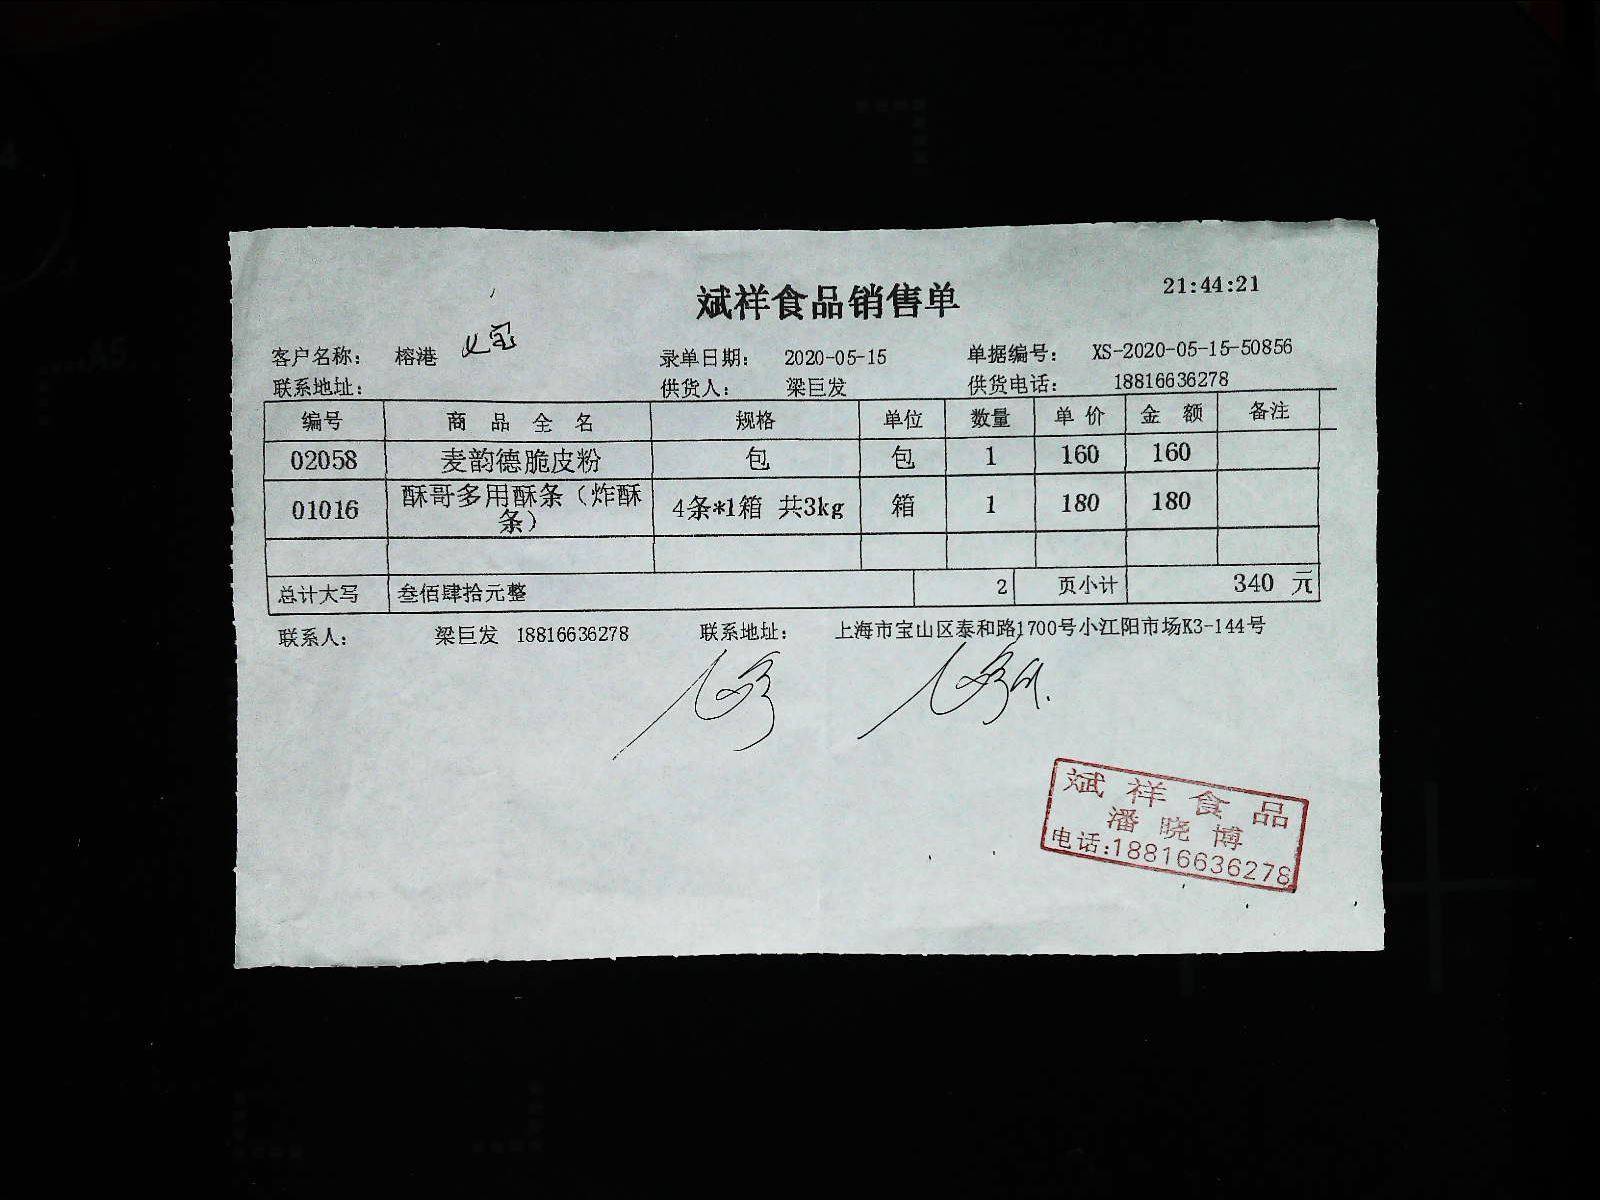 斌祥食品销售单 21:44:21
客户名称： 榕港 录单日期： 2020-05-15 单据编号： XS-2020-05-15-50856
联系地址： 供货人： 梁巨发 供货电话： 18816636278
编号 商品全名 规格 单位 数量 单价 金额 备注
02058 麦韵德脆皮粉 包 包 1 160 160
01016 酥哥多用酥条（炸酥 4条*1箱 共3kg 箱 1 180 180
条）
总计大写 叁佰肆拾元整 2 页小计 340 元
联系人： 梁巨发 18816636278 联系地址： 上海市宝山区泰和路1700号小江阳市场K3-144号
斌祥食品
潘晓博
电话:18816636278